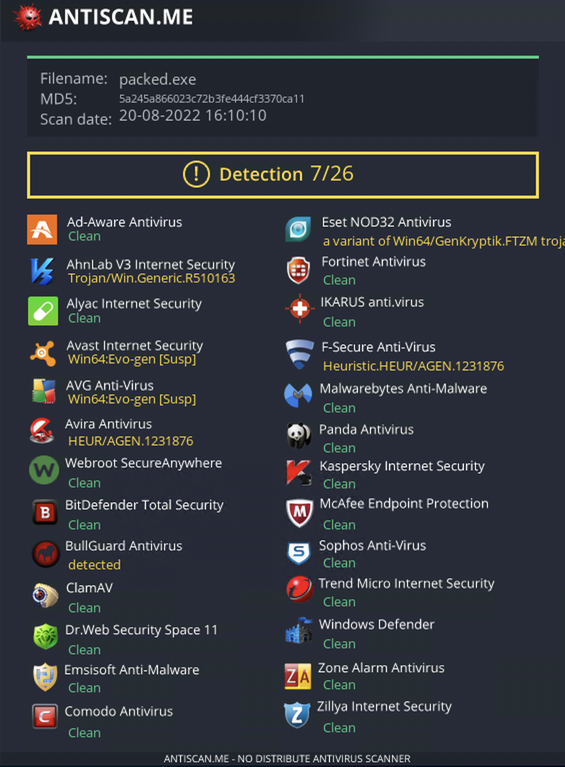 ANTISCAN.ME
Filename: packed.exe
MD5: 5a245a866023c72b3fe444cf3370ca11
Scan date: 20-08-2022 16:10:10
Detection 7/26
Ad-Aware Antivirus
Clean
AhnLab V3 Internet Security
Trojan/Win.Generic.R510163
Alyac Internet Security
Clean
Avast Internet Security
Win64:Evo-gen [Susp]
AVG Anti-Virus
Win64:Evo-gen [Susp]
Avira Antivirus
HEUR/AGEN.1231876
Webroot SecureAnywhere
Clean
BitDefender Total Security
Clean
BullGuard Antivirus
detected
ClamAV
Clean
Dr.Web Security Space 11
Clean
Emsisoft Anti-Malware
Clean
Comodo Antivirus
Clean
Eset NOD32 Antivirus
a variant of Win64/GenKryptik.FTZM troja
Fortinet Antivirus
Clean
IKARUS anti.virus
Clean
F-Secure Anti-Virus
Heuristic.HEUR/AGEN.1231876
Malwarebytes Anti-Malware
Clean
Panda Antivirus
Clean
Kaspersky Internet Security
Clean
McAfee Endpoint Protection
Clean
Sophos Anti-Virus
Clean
Trend Micro Internet Security
Clean
Windows Defender
Clean
Zone Alarm Antivirus
Clean
Zillya Internet Security
Clean
ANTISCAN.ME - NO DISTRIBUTE ANTIVIRUS SCANNER